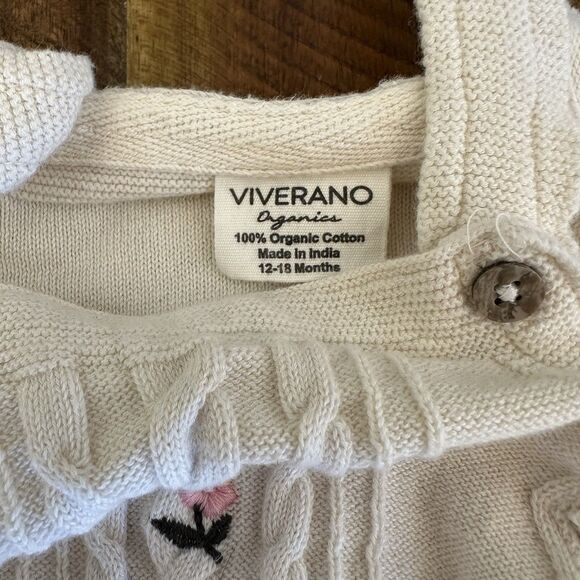 VIVERANO
Organics
100% Organic Cotton
Made in India
12-18 Months